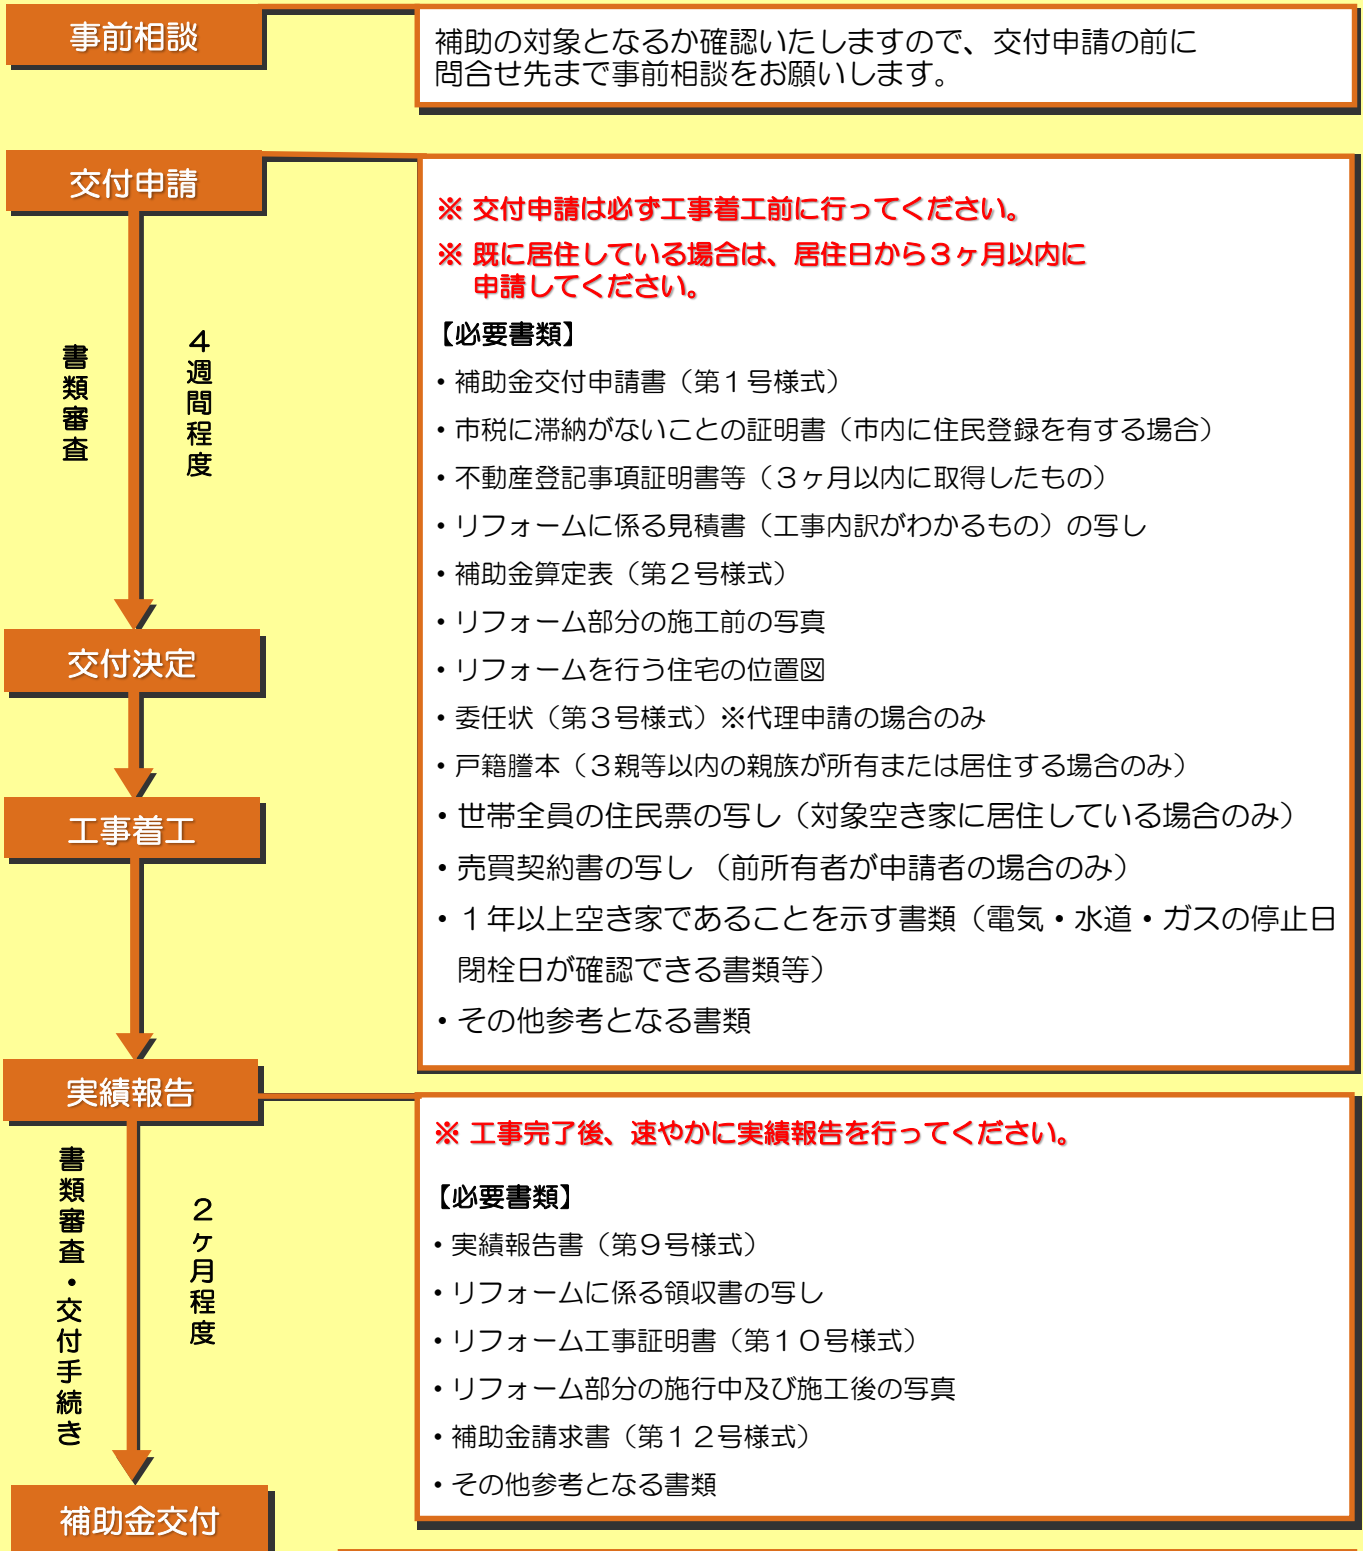 事前相談
補助の対象となるか確認いたしますので、交付申請の前に
問合せ先まで事前相談をお願いします。
交付申請
※ 交付申請は必ず工事着工前に行ってください。
※ 既に居住している場合は、居住日から３ヶ月以内に
申請してください。
【必要書類】
・補助金交付申請書（第１号様式）
・市税に滞納がないことの証明書（市内に住民登録を有する場合）
・不動産登記事項証明書等（３ヶ月以内に取得したもの）
・リフォームに係る見積書（工事内訳がわかるもの）の写し
・補助金算定表（第２号様式）
・リフォーム部分の施工前の写真
・リフォームを行う住宅の位置図
・委任状（第３号様式）※代理申請の場合のみ
・戸籍謄本（３親等以内の親族が所有または居住する場合のみ）
・世帯全員の住民票の写し（対象空き家に居住している場合のみ）
・売買契約書の写し （前所有者が申請者の場合のみ）
・１年以上空き家であることを示す書類（電気・水道・ガスの停止日
閉栓日が確認できる書類等）
・その他参考となる書類
書類審査
４週間程度
交付決定
工事着工
実績報告
※ 工事完了後、速やかに実績報告を行ってください。
【必要書類】
・実績報告書（第９号様式）
・リフォームに係る領収書の写し
・リフォーム工事証明書（第１０号様式）
・リフォーム部分の施行中及び施工後の写真
・補助金請求書（第１２号様式）
・その他参考となる書類
書類審査・交付手続き
２ヶ月程度
補助金交付